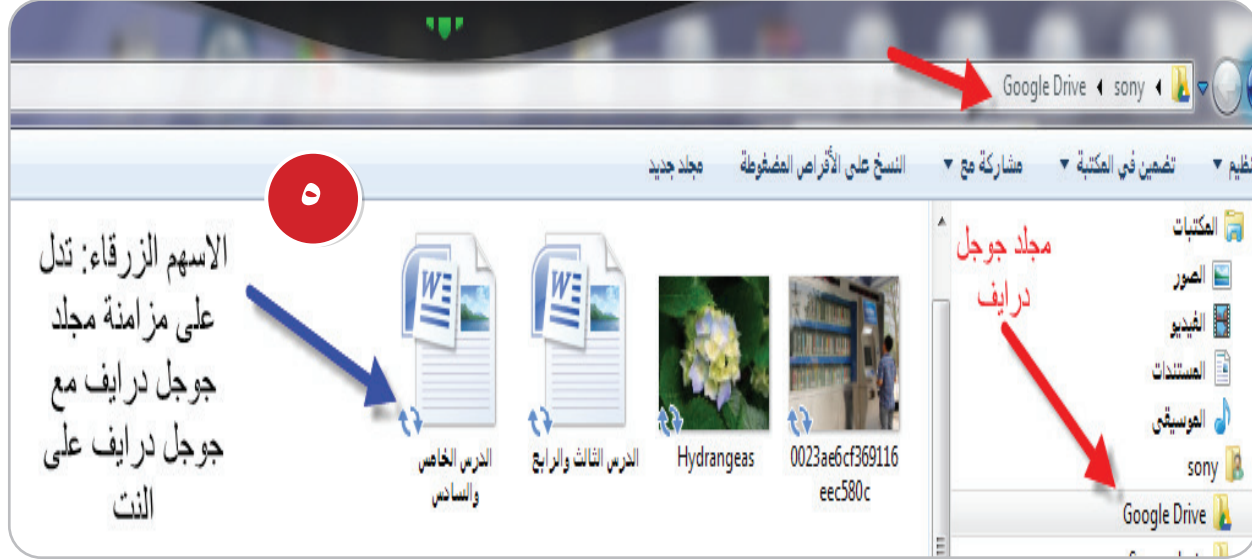 Google Drive ◂ sony ◂
تنظيم ▾ تضمين في المكتبة ▾ مشاركة مع ▾ النسخ على الأقراص المضغوطة مجلد جديد
٥
المكتبات
الصور
الفيديو
المستندات
الموسيقى
sony
Google Drive
مجلد جوجل
درايف
0023ae6cf369116
eec580c
Hydrangeas
الدرس الثالث والرابع
الدرس الخامس
والسادس
الاسهم الزرقاء: تدل
على مزامنة مجلد
جوجل درايف مع
جوجل درايف على
النت